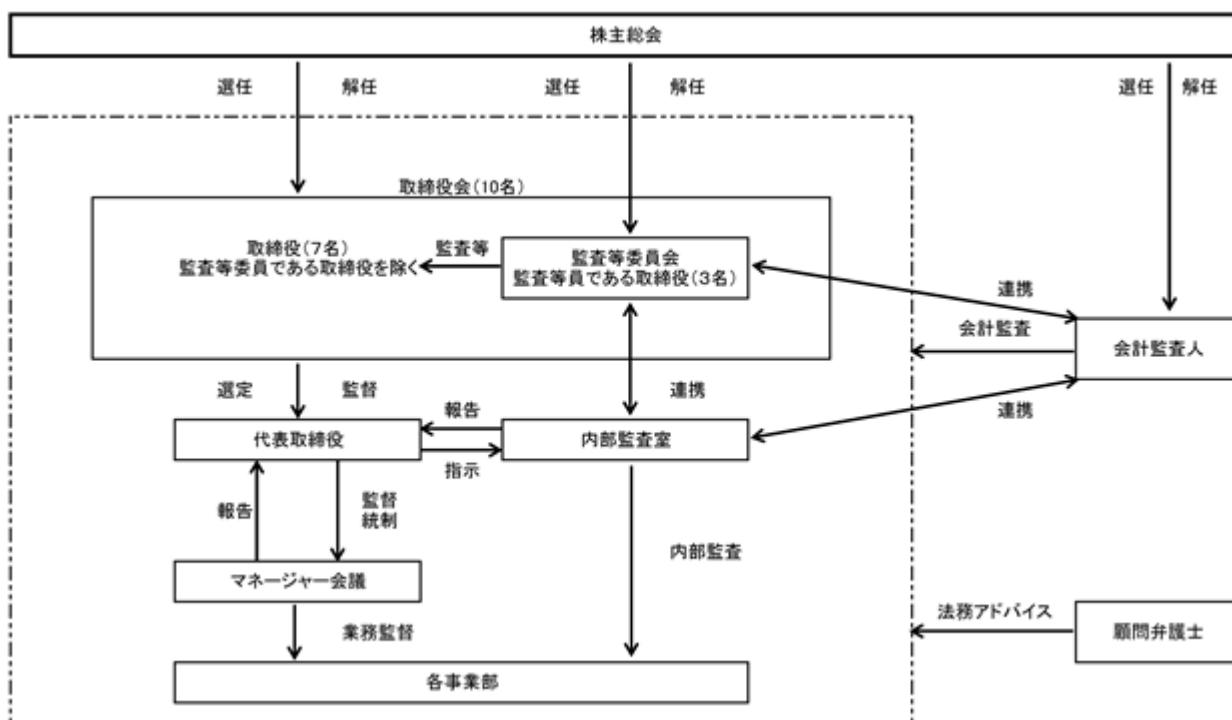 株主総会
選任 解任 選任 解任 選任 解任
取締役会(10名)
取締役(7名)
監査等委員である取締役を除く
監査等
監査等委員会
監査等員である取締役(3名)
連携
会計監査
会計監査人
選定 監督 連携
連携
報告
代表取締役
内部監査室
指示
報告
監督
統制
内部監査
マネージャー会議
法務アドバイス
顧問弁護士
業務監督
各事業部